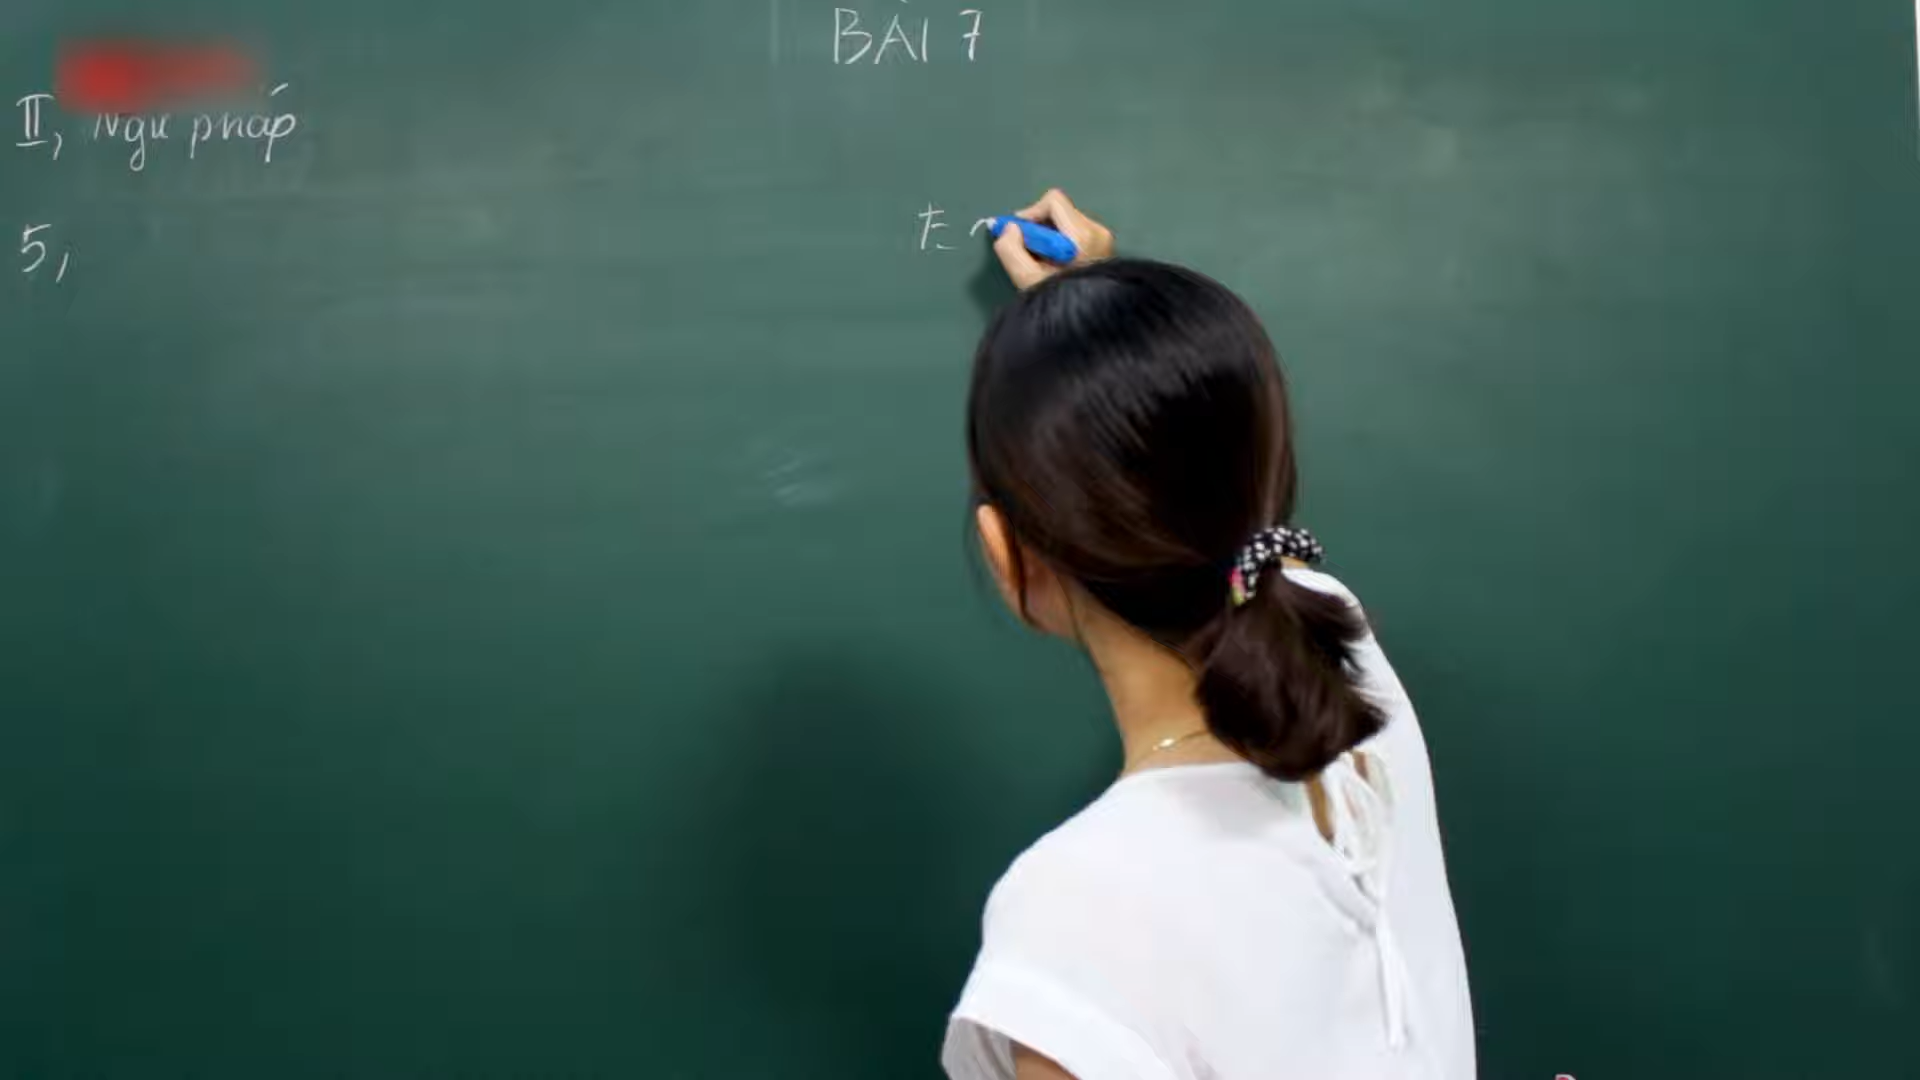 BÀI 7
II, Ngữ pháp
5,
た